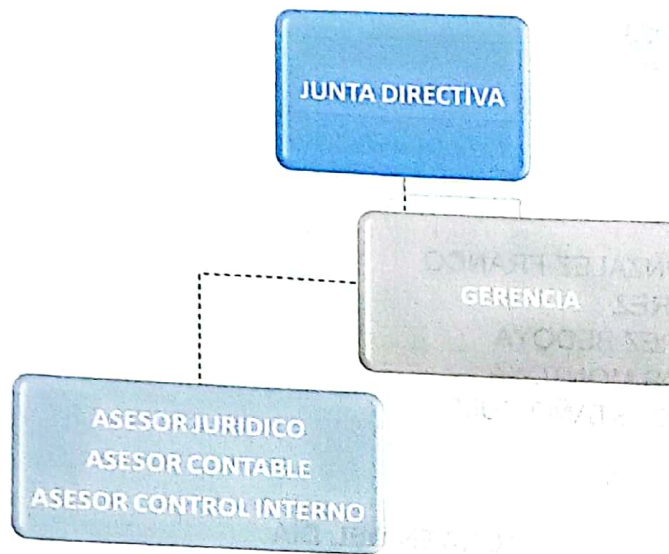 JUNTA DIRECTIVA
GERENCIA
ASESOR JURIDICO
ASESOR CONTABLE
ASESOR CONTROL INTERNO